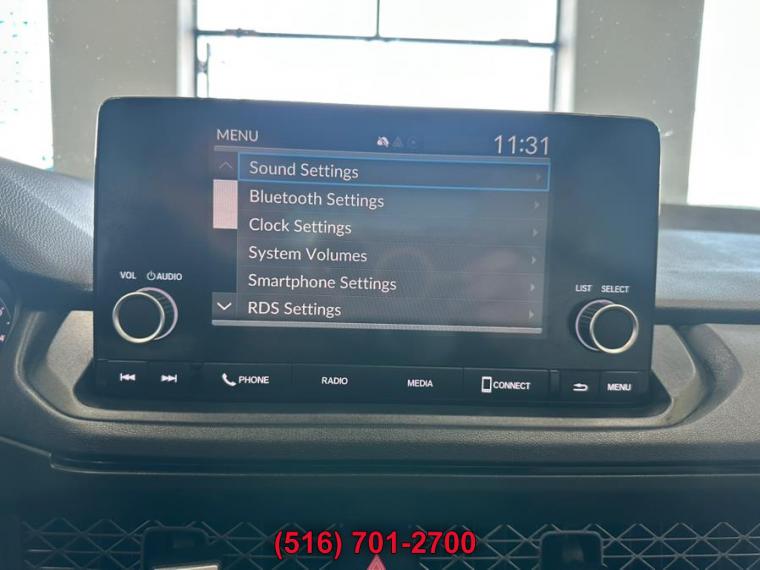 MENU 11:31
Sound Settings
Bluetooth Settings
Clock Settings
System Volumes
Smartphone Settings
RDS Settings
VOL AUDIO
LIST SELECT
PHONE RADIO MEDIA CONNECT MENU
(516) 701-2700